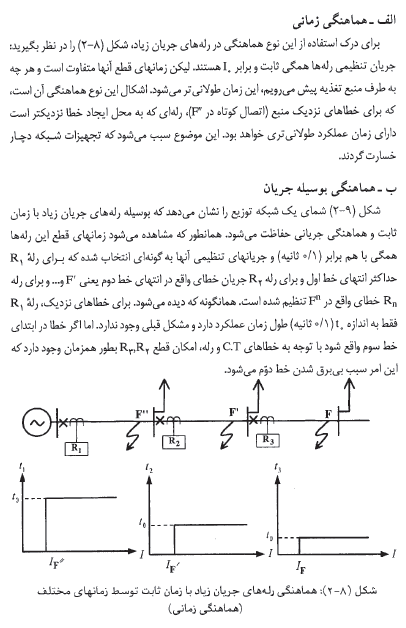 الف ـ هماهنگی زمانی
برای درک استفاده از این نوع هماهنگی در رله‌های جریان زیاد، شکل (۸-۲) را در نظر بگیرید:
جریان تنظیمی رله‌ها همگی ثابت و برابر I₀ هستند. لیکن زمانهای قطع آنها متفاوت است و هر چه
به طرف منبع تغذیه پیش می‌رویم، این زمان طولانی‌تر می‌شود. اشکال این نوع هماهنگی آن است،
که برای خطاهای نزدیک منبع (اتصال کوتاه در F″)، رله‌ای که به محل ایجاد خطا نزدیکتر است
دارای زمان عملکرد طولانی‌تری خواهد بود. این موضوع سبب می‌شود که تجهیزات شبکه دچار
خسارت گردند.
ب ـ هماهنگی بوسیله جریان
شکل (۹-۲) شمای یک شبکه توزیع را نشان می‌دهد که بوسیله رله‌های جریان زیاد با زمان
ثابت و هماهنگی جریانی حفاظت می‌شود. همانطور که مشاهده می‌شود زمانهای قطع این رله‌ها
همگی با هم برابر (۰/۱ ثانیه) و جریانهای تنظیمی آنها به گونه‌ای انتخاب شده که برای رلهٔ R₁
حداکثر انتهای خط اول و برای رله R₂ جریان خطای واقع در انتهای خط دوم یعنی F′ و... و برای رله
Rₙ خطای واقع در Fⁿ تنظیم شده است. همانگونه که دیده می‌شود. برای خطاهای نزدیک، رلهٔ R₁
فقط به اندازه t₀ (۰/۱ ثانیه) طول زمان عملکرد دارد و مشکل قبلی وجود ندارد. اما اگر خطا در ابتدای
خط سوم واقع شود با توجه به خطاهای C.T و رله، امکان قطع R₂ و R₃ بطور همزمان وجود دارد که
این امر سبب بی‌برق شدن خط دوّم می‌شود.
F″ F′ F
R₁ R₂ R₃
t₁ t₂ t₃
t₀ t₀ t₀
I_F″ I I_F′ I I_F I
شکل (۸-۲): هماهنگی رله‌های جریان زیاد با زمان ثابت توسط زمانهای مختلف
(هماهنگی زمانی)